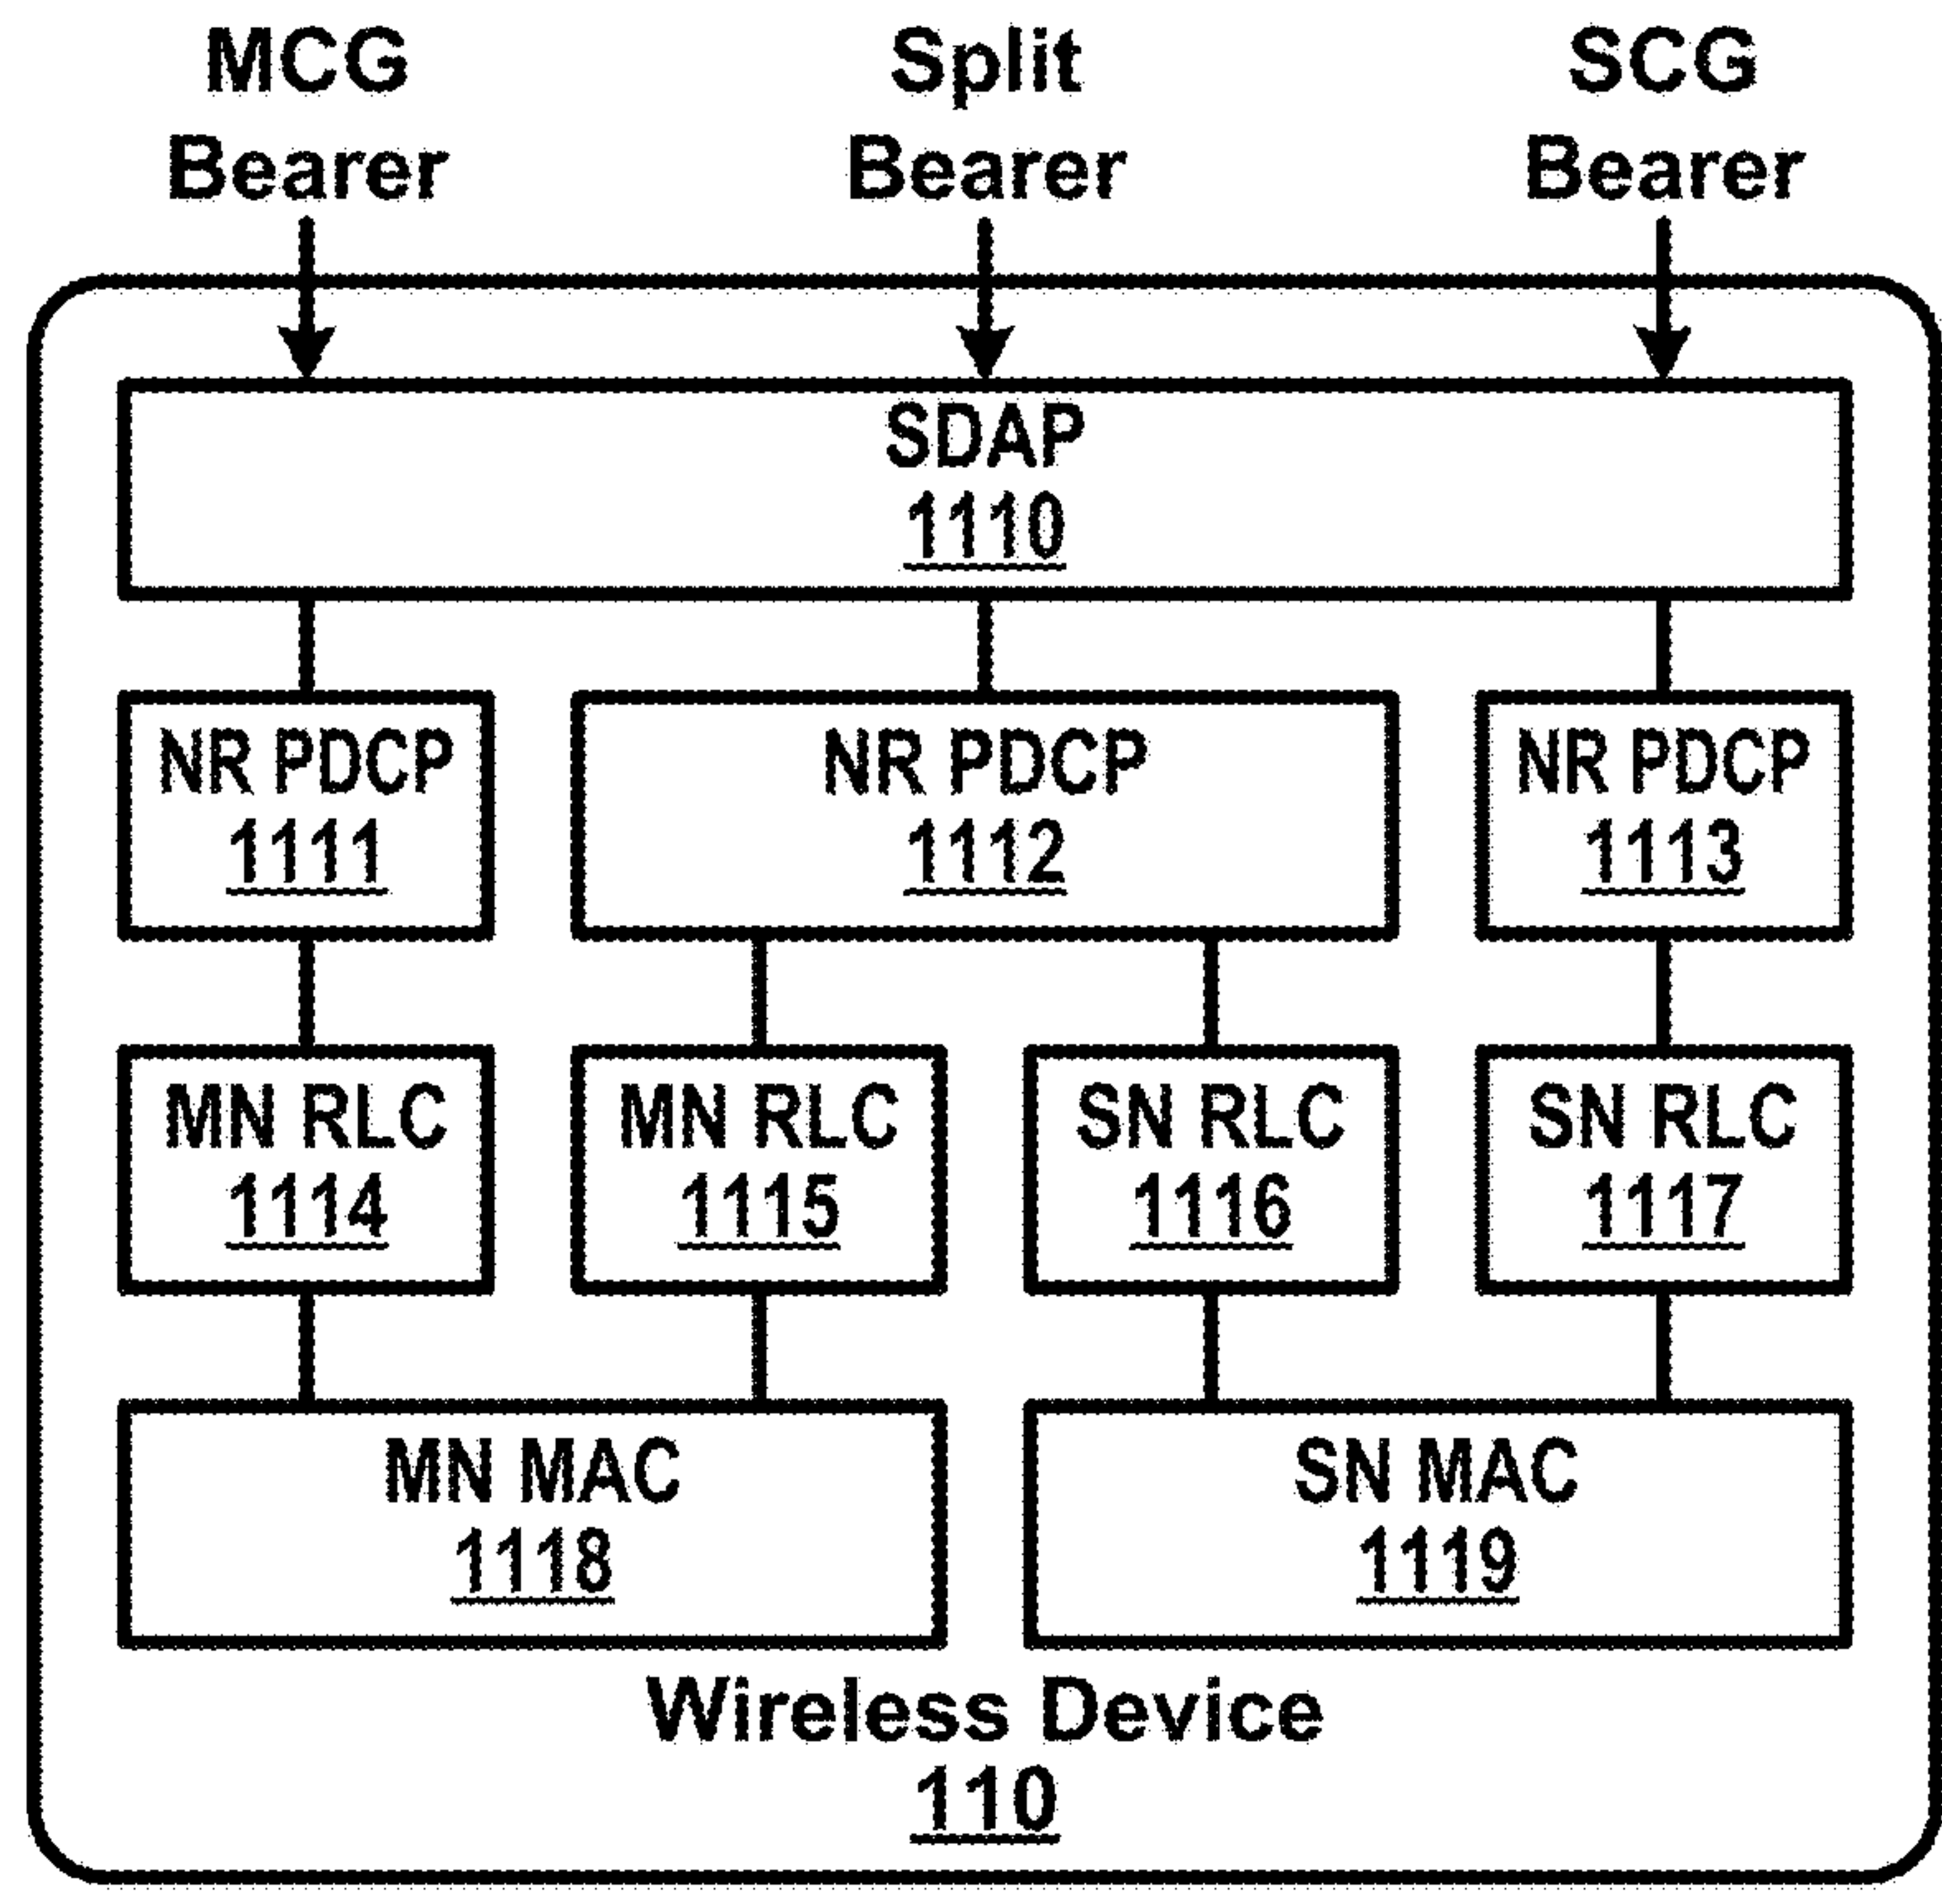 MCG Bearer
Split Bearer
SCG Bearer
SDAP
1110
NR PDCP
1111
NR PDCP
1112
NR PDCP
1113
MN RLC
1114
MN RLC
1115
SN RLC
1116
SN RLC
1117
MN MAC
1118
SN MAC
1119
Wireless Device
110